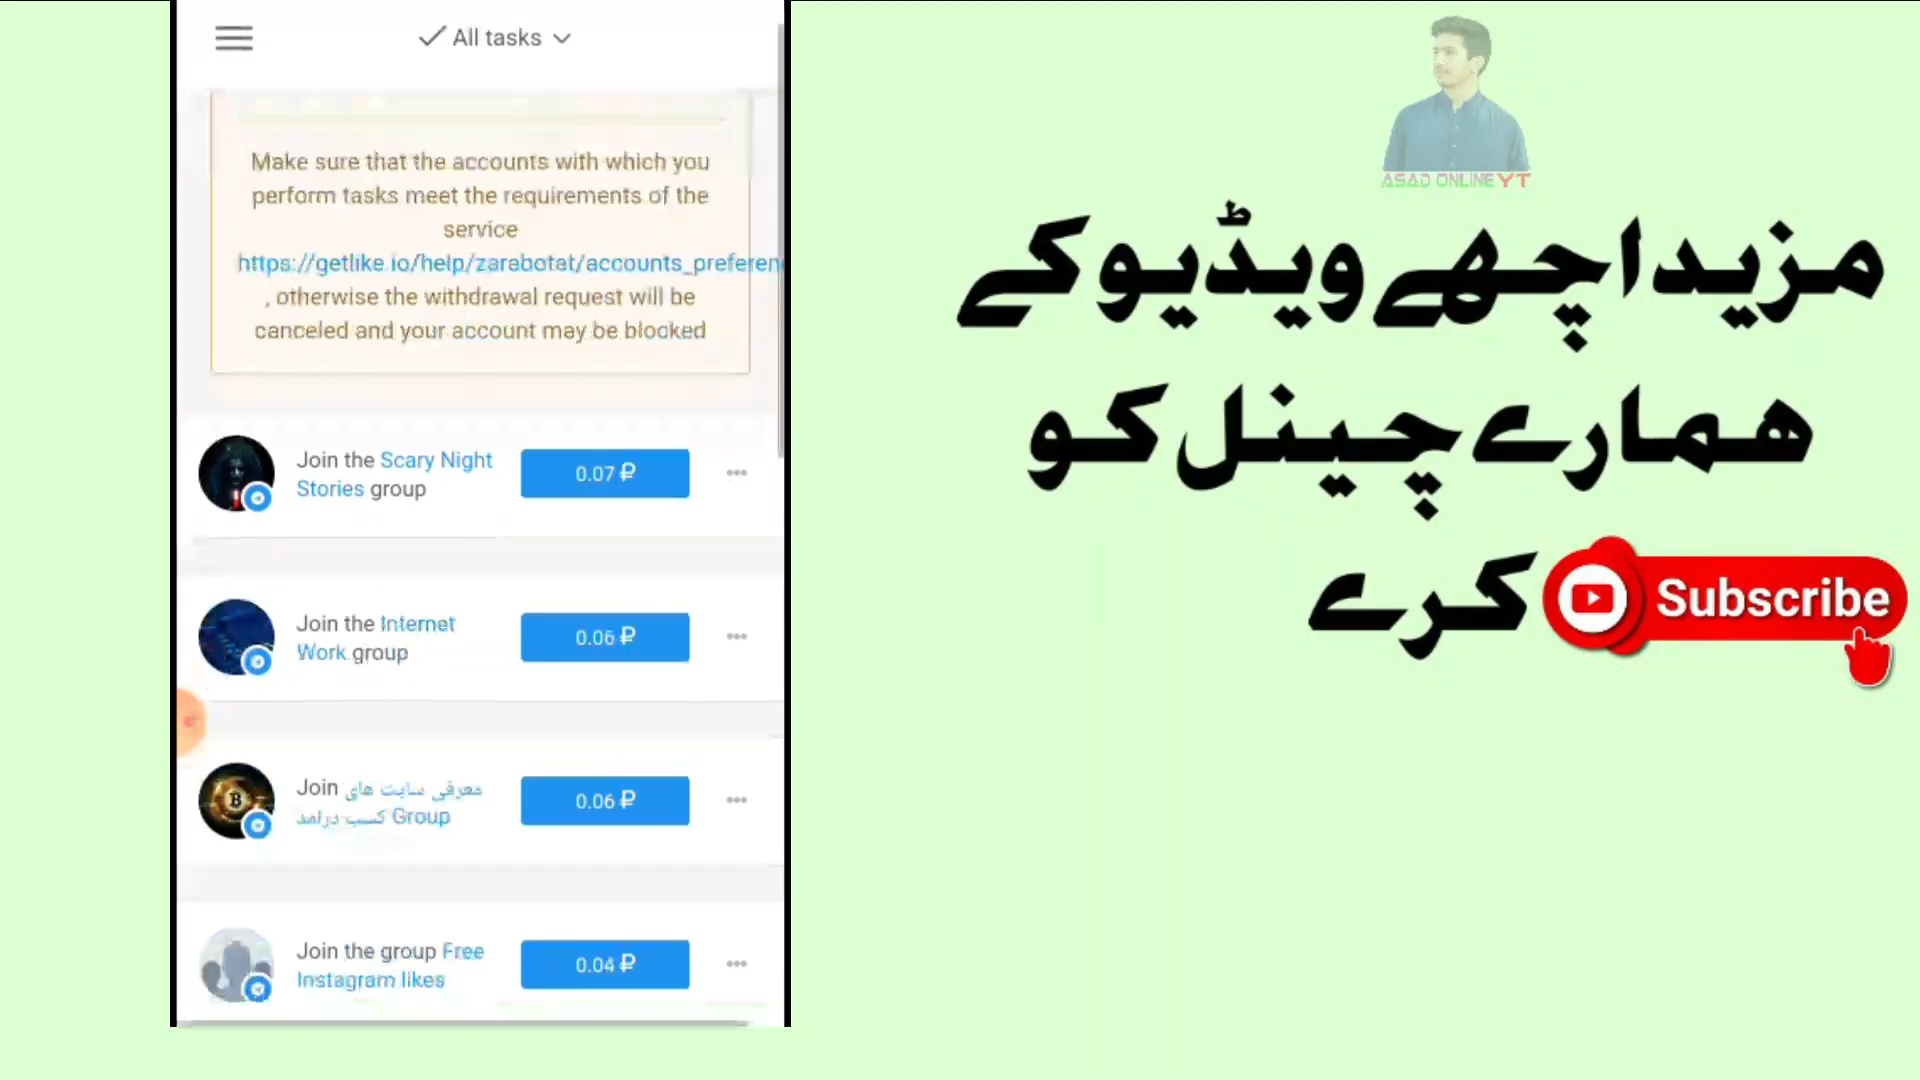 All tasks
Make sure that the accounts with which you
perform tasks meet the requirements of the
service
https://getlike.io/help/zarabotat/accounts_preferen
, otherwise the withdrawal request will be
canceled and your account may be blocked
Join the Scary Night
Stories group
0.07 ₽
Join the Internet
Work group
0.06 ₽
Join معرفی سایت های
کسب درامد Group
0.06 ₽
Join the group Free
Instagram likes
0.04 ₽
ASAD ONLINE YT
مزید اچھے ویڈیو کے
ھمارے چینل کو
Subscribe کرے